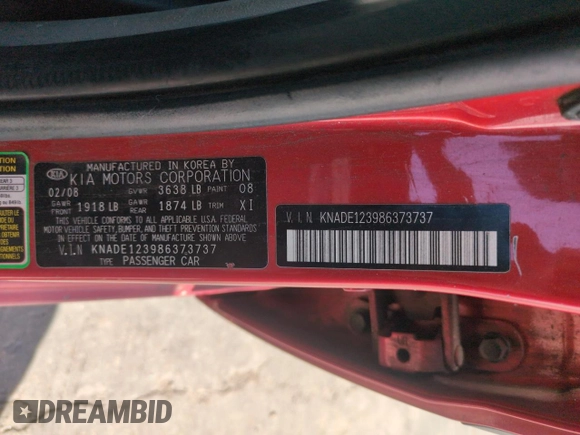 MANUFACTURED IN KOREA BY
KIA KIA MOTORS CORPORATION
02/08 GVWR 3638 LB PAINT 08
GAWR FRONT 1918 LB GAWR REAR 1874 LB TRIM XI
THIS VEHICLE CONFORMS TO ALL APPLICABLE U.S.A. FEDERAL
MOTOR VEHICLE SAFETY, BUMPER, AND THEFT PREVENTION STANDARDS
IN EFFECT ON THE DATE OF MANUFACTURE SHOWN ABOVE.
V.I.N KNADE123986373737
TYPE PASSENGER CAR
V.I.N KNADE123986373737
DREAMBID